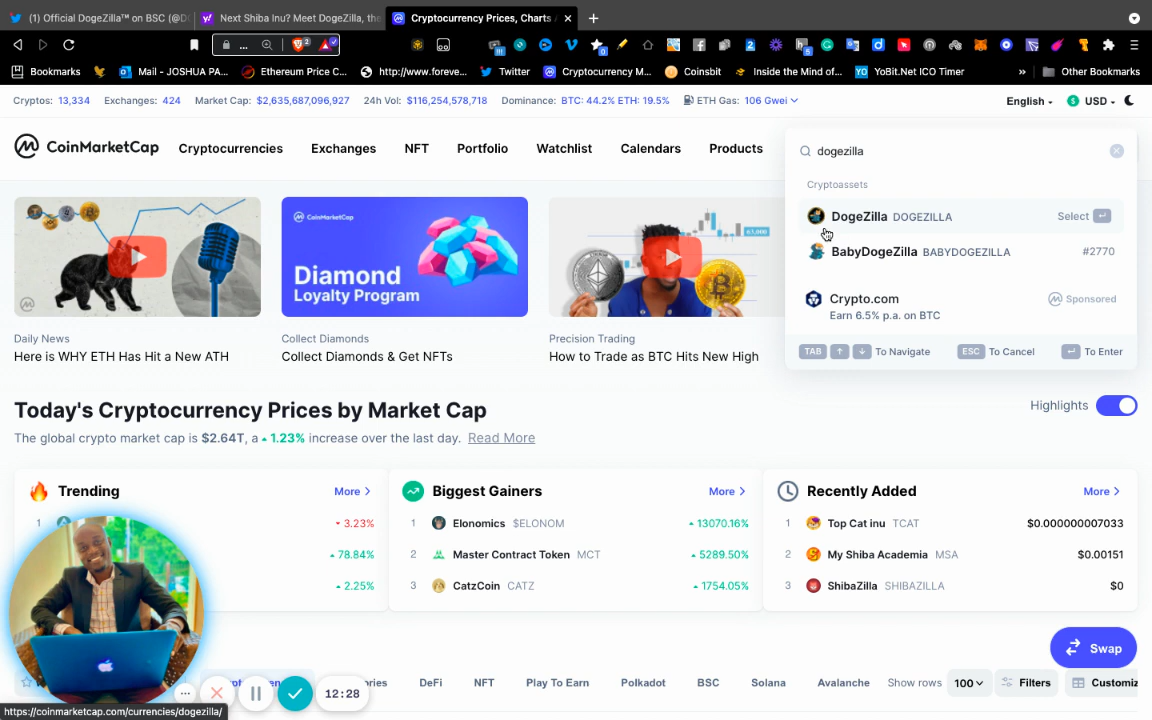 (1) Official DogeZilla™ on BSC (@D
Next Shiba Inu? Meet DogeZilla, the
Cryptocurrency Prices, Charts
...
Bookmarks
Mail - JOSHUA PA...
Ethereum Price C...
http://www.foreve...
Twitter
Cryptocurrency M...
Coinsbit
Inside the Mind of...
YoBit.Net ICO Timer
»
Other Bookmarks
Cryptos: 13,334 Exchanges: 424 Market Cap: $2,635,687,096,927 24h Vol: $116,254,578,718 Dominance: BTC: 44.2% ETH: 19.5% ETH Gas: 106 Gwei
English
USD
CoinMarketCap
Cryptocurrencies Exchanges NFT Portfolio Watchlist Calendars Products
dogezilla
Cryptoassets
DogeZilla DOGEZILLA Select
BabyDogeZilla BABYDOGEZILLA #2770
Crypto.com Sponsored
Earn 6.5% p.a. on BTC
TAB ↑ ↓ To Navigate ESC To Cancel ↵ To Enter
CoinMarketCap
Diamond
Loyalty Program
Daily News
Here is WHY ETH Has Hit a New ATH
Collect Diamonds
Collect Diamonds & Get NFTs
Precision Trading
How to Trade as BTC Hits New High
Today's Cryptocurrency Prices by Market Cap
Highlights
The global crypto market cap is $2.64T, a 1.23% increase over the last day. Read More
Trending More
1 3.23%
78.84%
2.25%
Biggest Gainers More
1 Elonomics $ELONOM 13070.16%
2 Master Contract Token MCT 5289.50%
3 CatzCoin CATZ 1754.05%
Recently Added More
1 Top Cat inu TCAT $0.000000007033
2 My Shiba Academia MSA $0.00151
3 ShibaZilla SHIBAZILLA $0
Swap
DeFi NFT Play To Earn Polkadot BSC Solana Avalanche Show rows 100 Filters Customiz
12:28
https://coinmarketcap.com/currencies/dogezilla/